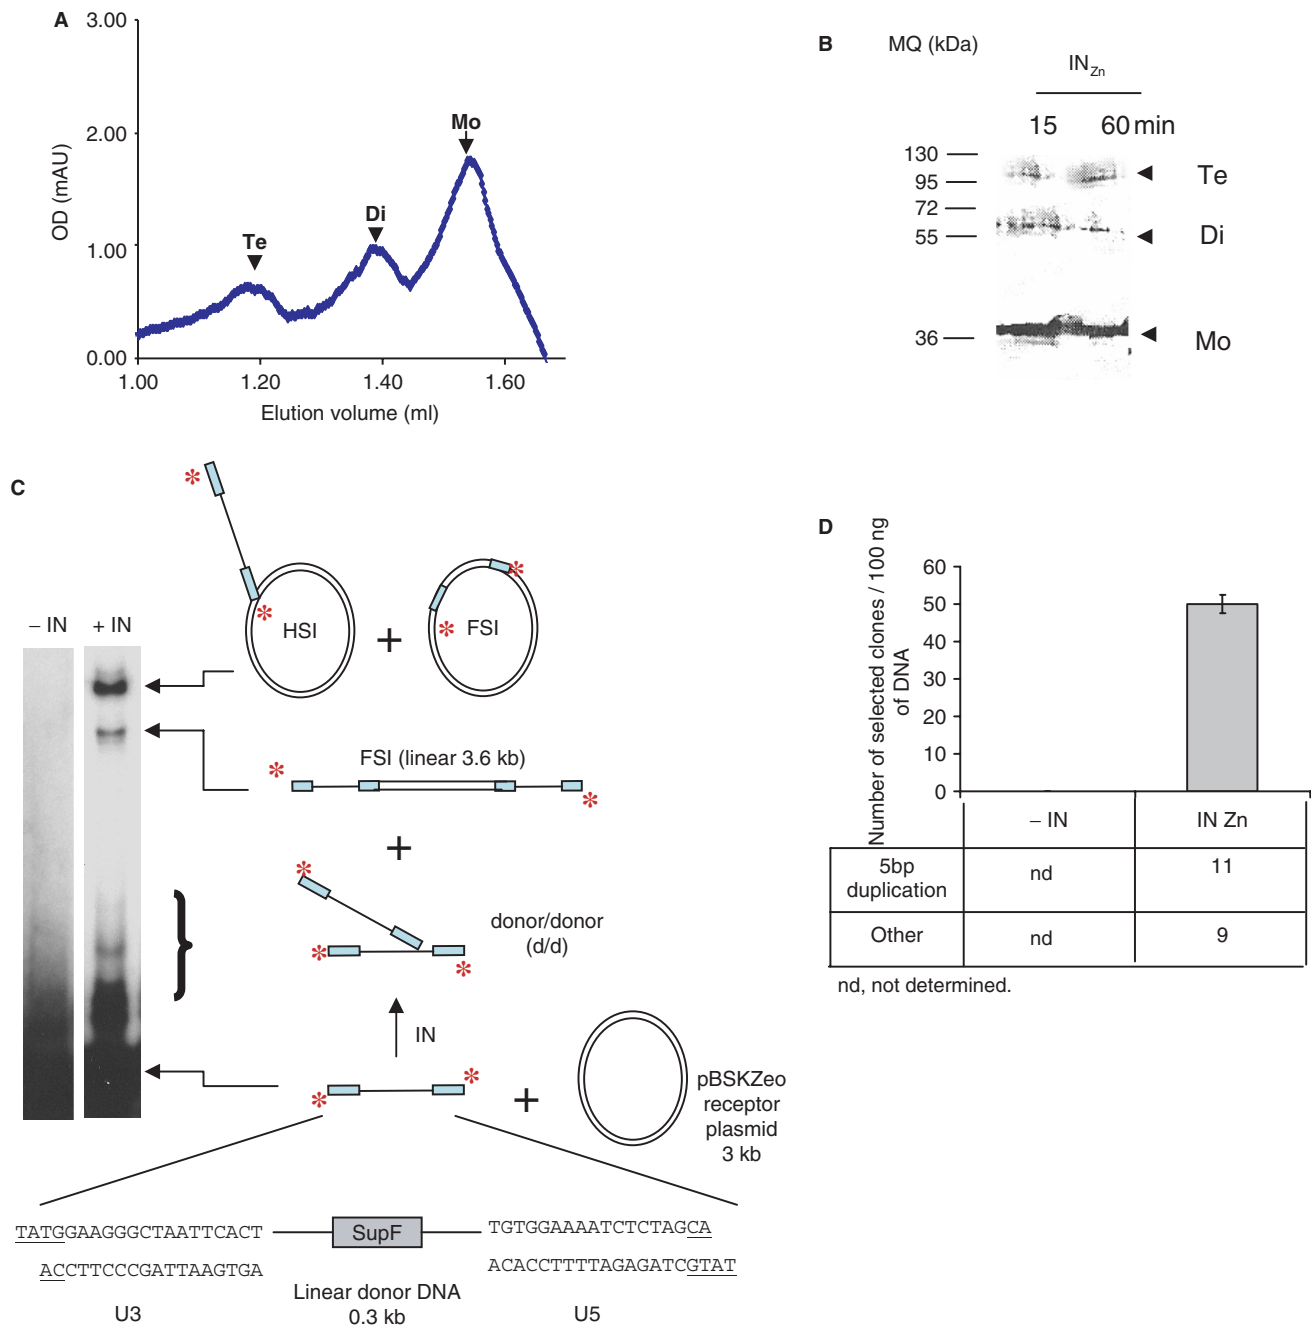 A
3.00
2.00
1.00
0.00
OD (mAU)
Te
Di
Mo
1.00 1.20 1.40 1.60
Elution volume (ml)
B
MQ (kDa)
IN Zn
15 60 min
130
95
72
55
36
Te
Di
Mo
C
– IN + IN
*
*
HSI
+
*
*
FSI
FSI (linear 3.6 kb)
*
*
+
*
*
*
donor/donor
(d/d)
IN
*
*
+
pBSKZeo
receptor
plasmid
3 kb
TATGGAAGGGCTAATTCACT
ACCTTCCCGATTAAGTGA
U3
SupF
Linear donor DNA
0.3 kb
TGTGGAAAATCTCTAGCA
ACACCTTTTAGAGATCGTAT
U5
D
Number of selected clones / 100 ng
of DNA
60
50
40
30
20
10
0
– IN IN Zn
5bp
duplication
nd 11
Other nd 9
nd, not determined.